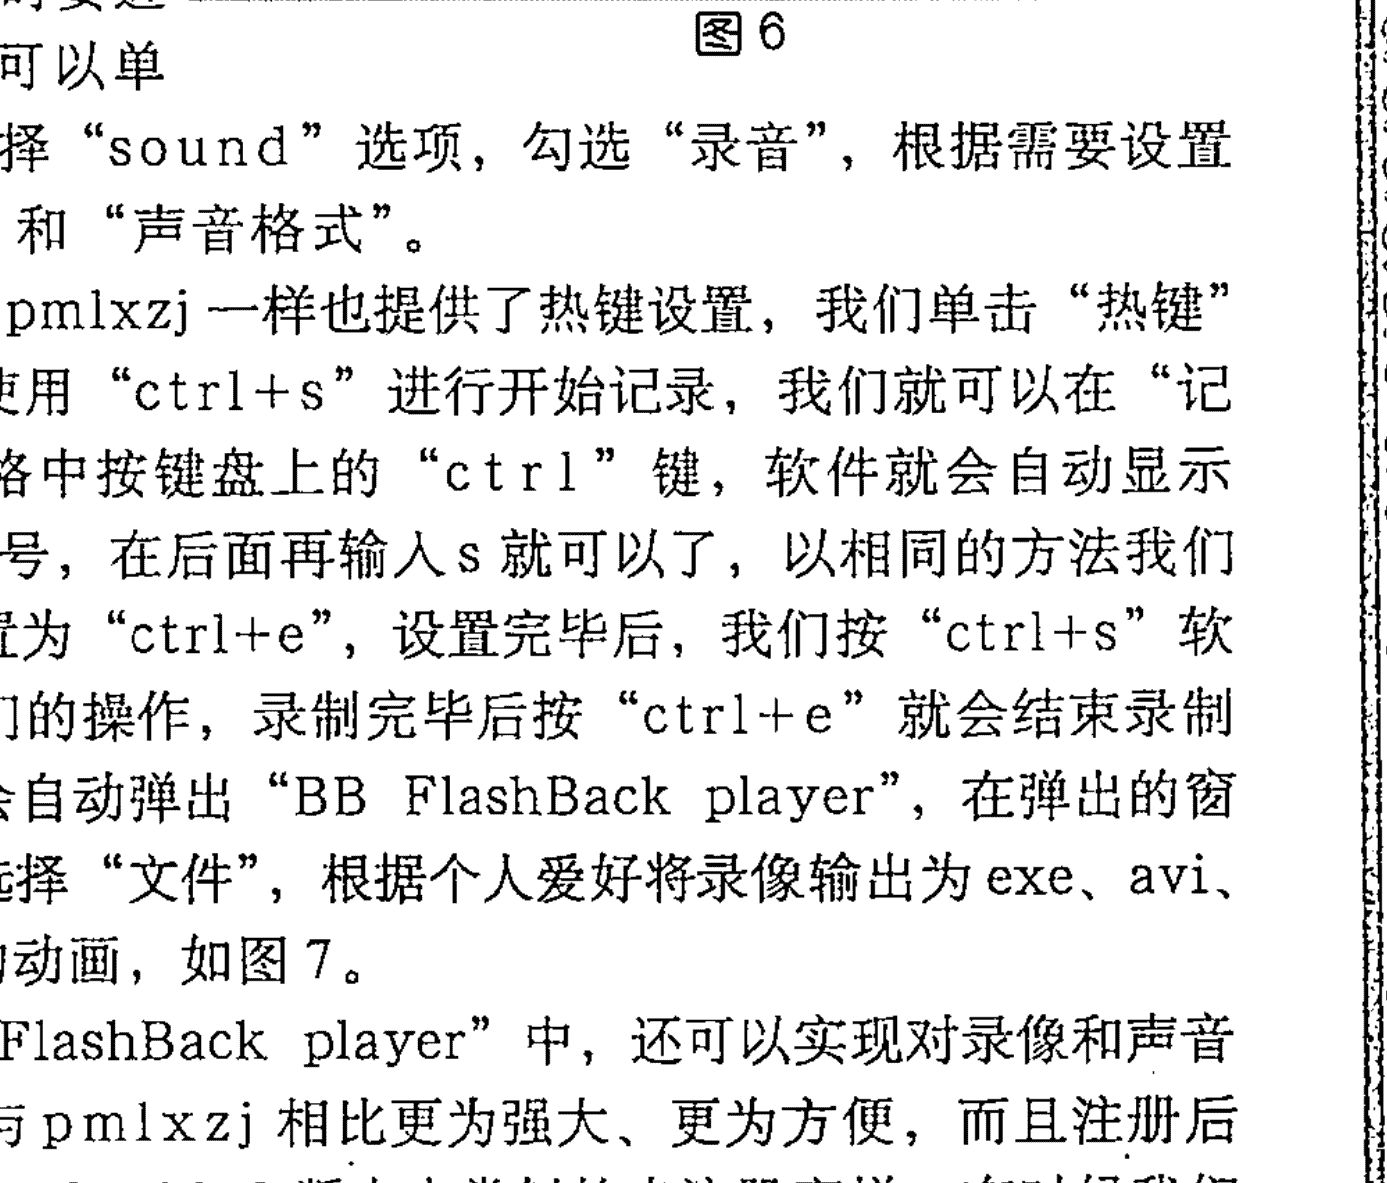 图6
可以单
择“sound”选项，勾选“录音”，根据需要设置
和“声音格式”。
pmlxzj一样也提供了热键设置，我们单击“热键”
使用“ctrl+s”进行开始记录，我们就可以在“记
格中按键盘上的“ctrl”键，软件就会自动显示
号，在后面再输入s就可以了，以相同的方法我们
置为“ctrl+e”，设置完毕后，我们按“ctrl+s”软
们的操作，录制完毕后按“ctrl+e”就会结束录制
会自动弹出“BB FlashBack player”，在弹出的窗
选择“文件”，根据个人爱好将录像输出为exe、avi、
的动画，如图7。
FlashBack player”中，还可以实现对录像和声音
与pmlxzj相比更为强大、更为方便，而且注册后